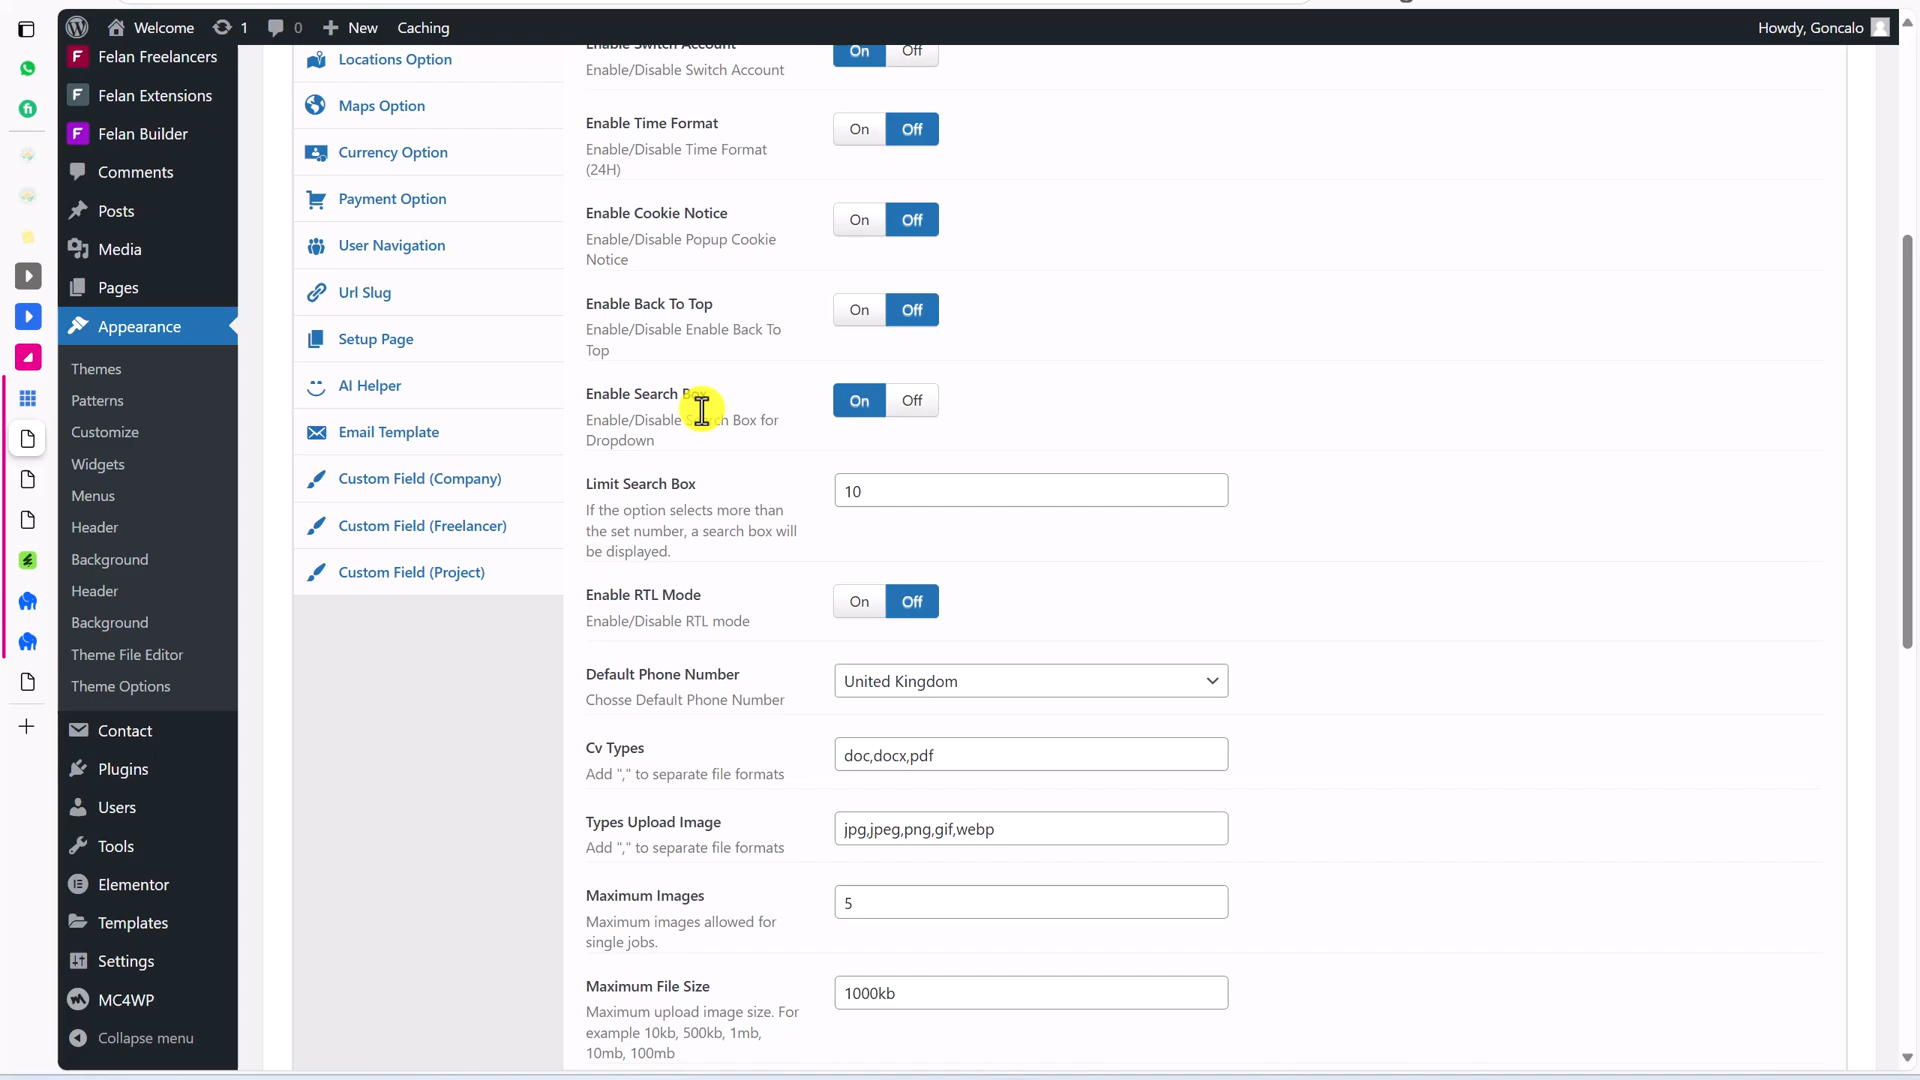 Welcome
1
0
New
Caching
Howdy, Goncalo
Felan Freelancers
Felan Extensions
Felan Builder
Comments
Posts
Media
Pages
Appearance
Themes
Patterns
Customize
Widgets
Menus
Header
Background
Header
Background
Theme File Editor
Theme Options
Contact
Plugins
Users
Tools
Elementor
Templates
Settings
MC4WP
Collapse menu
Locations Option
Maps Option
Currency Option
Payment Option
User Navigation
Url Slug
Setup Page
AI Helper
Email Template
Custom Field (Company)
Custom Field (Freelancer)
Custom Field (Project)
Enable Switch Account
Enable/Disable Switch Account
On Off
Enable Time Format
Enable/Disable Time Format
(24H)
On Off
Enable Cookie Notice
Enable/Disable Popup Cookie
Notice
On Off
Enable Back To Top
Enable/Disable Enable Back To
Top
On Off
Enable Search Box
Enable/Disable Search Box for
Dropdown
On Off
Limit Search Box
If the option selects more than
the set number, a search box will
be displayed.
10
Enable RTL Mode
Enable/Disable RTL mode
On Off
Default Phone Number
Chosse Default Phone Number
United Kingdom
Cv Types
Add "," to separate file formats
doc,docx,pdf
Types Upload Image
Add "," to separate file formats
jpg,jpeg,png,gif,webp
Maximum Images
Maximum images allowed for
single jobs.
5
Maximum File Size
Maximum upload image size. For
example 10kb, 500kb, 1mb,
10mb, 100mb
1000kb